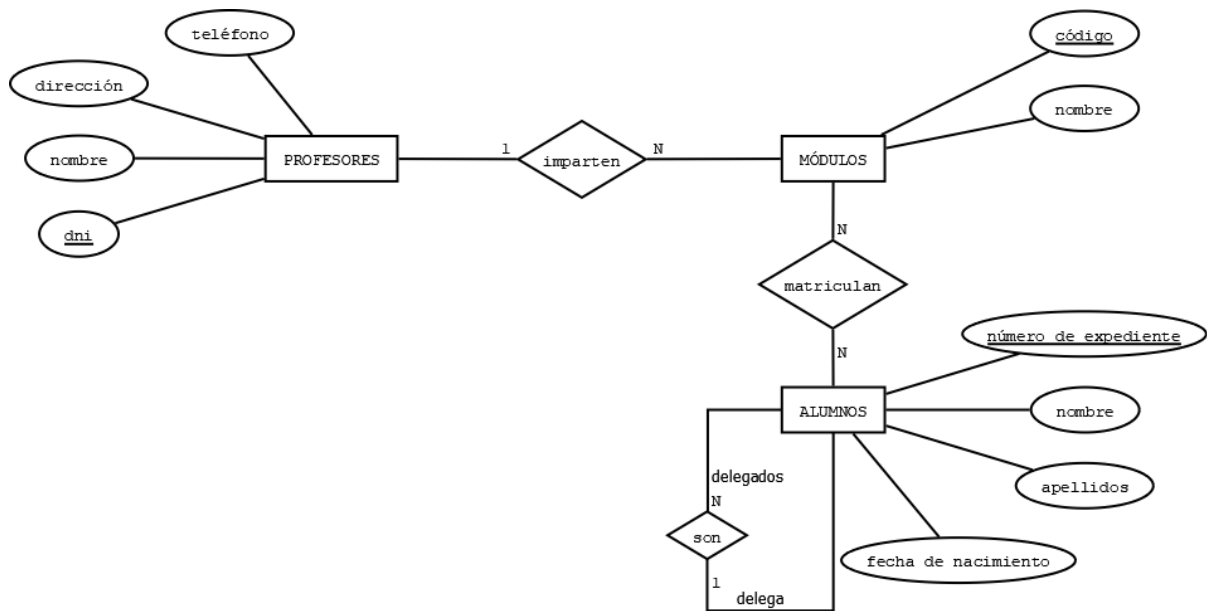 teléfono
código
dirección
nombre
nombre
PROFESORES
1
imparten
N
MÓDULOS
dni
N
matriculan
número de expediente
N
ALUMNOS
nombre
delegados
apellidos
N
son
fecha de nacimiento
1
delega